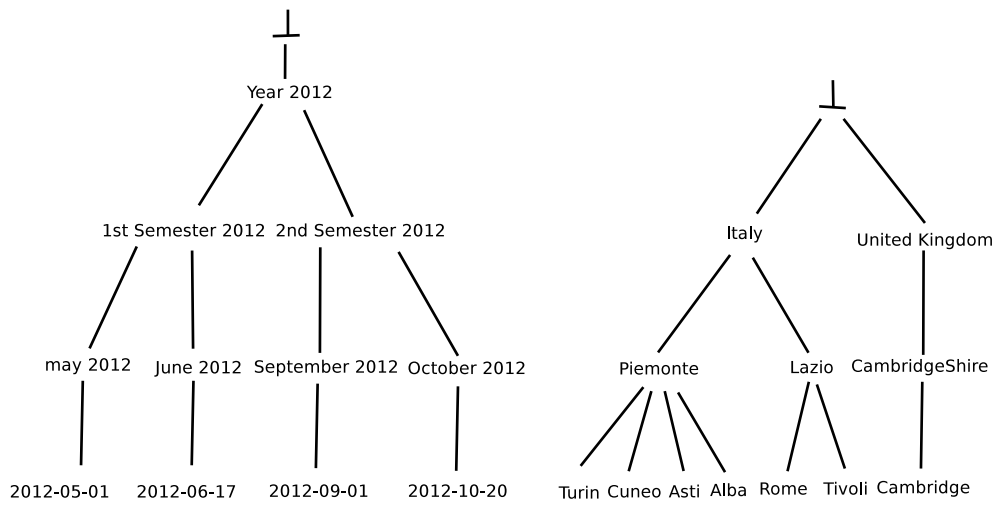 Year 2012
1st Semester 2012 2nd Semester 2012
may 2012 June 2012 September 2012 October 2012
2012-05-01 2012-06-17 2012-09-01 2012-10-20
Italy United Kingdom
Piemonte Lazio CambridgeShire
Turin Cuneo Asti Alba Rome Tivoli Cambridge